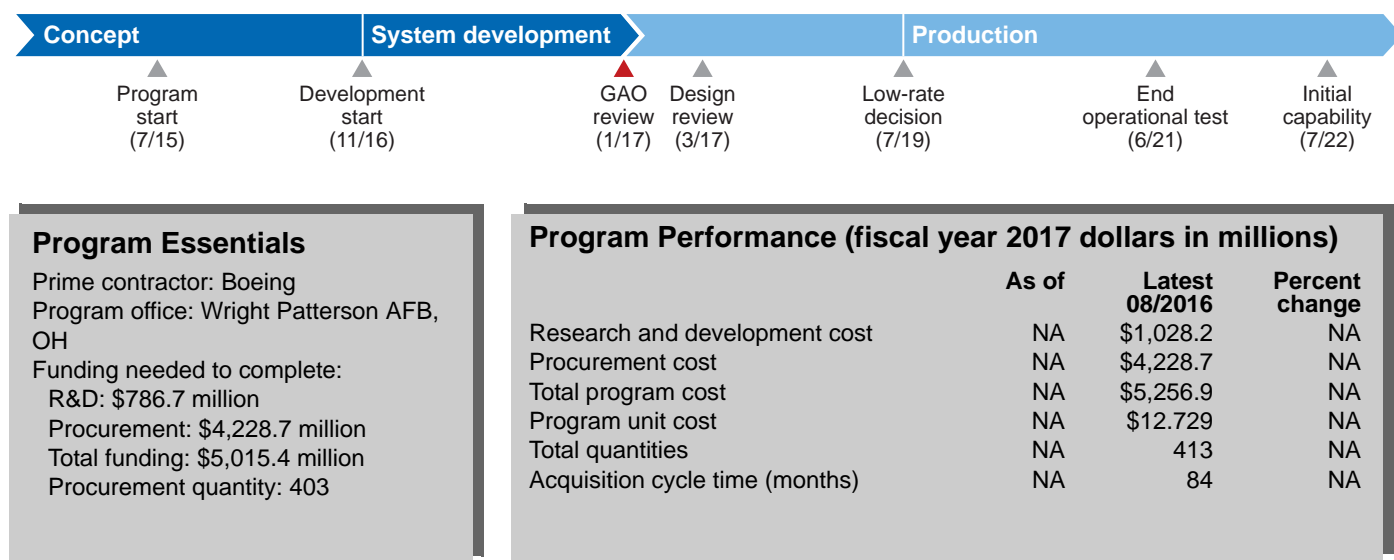 Concept System development Production
Program start (7/15)
Development start (11/16)
GAO review (1/17)
Design review (3/17)
Low-rate decision (7/19)
End operational test (6/21)
Initial capability (7/22)
Program Essentials
Prime contractor: Boeing
Program office: Wright Patterson AFB,
OH
Funding needed to complete:
R&D: $786.7 million
Procurement: $4,228.7 million
Total funding: $5,015.4 million
Procurement quantity: 403
Program Performance (fiscal year 2017 dollars in millions)
As of Latest 08/2016 Percent change
Research and development cost NA $1,028.2 NA
Procurement cost NA $4,228.7 NA
Total program cost NA $5,256.9 NA
Program unit cost NA $12.729 NA
Total quantities NA 413 NA
Acquisition cycle time (months) NA 84 NA